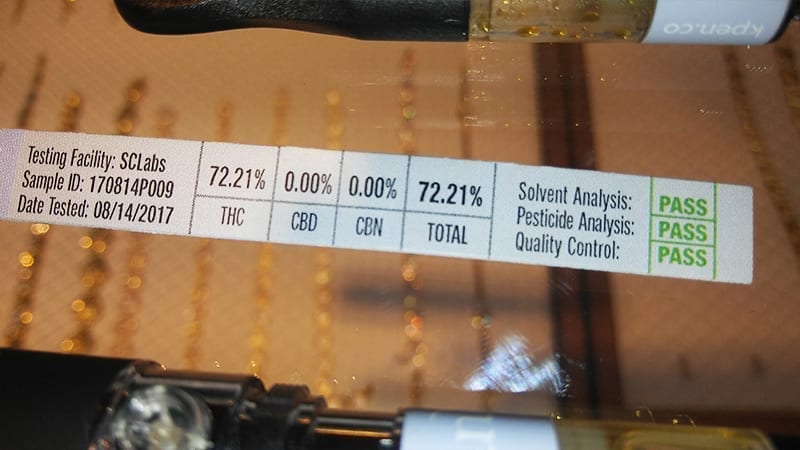 kpen.co
Testing Facility: SCLabs
Sample ID: 170814P009
Date Tested: 08/14/2017
72.21% 0.00% 0.00% 72.21%
THC CBD CBN TOTAL
Solvent Analysis: PASS
Pesticide Analysis: PASS
Quality Control: PASS